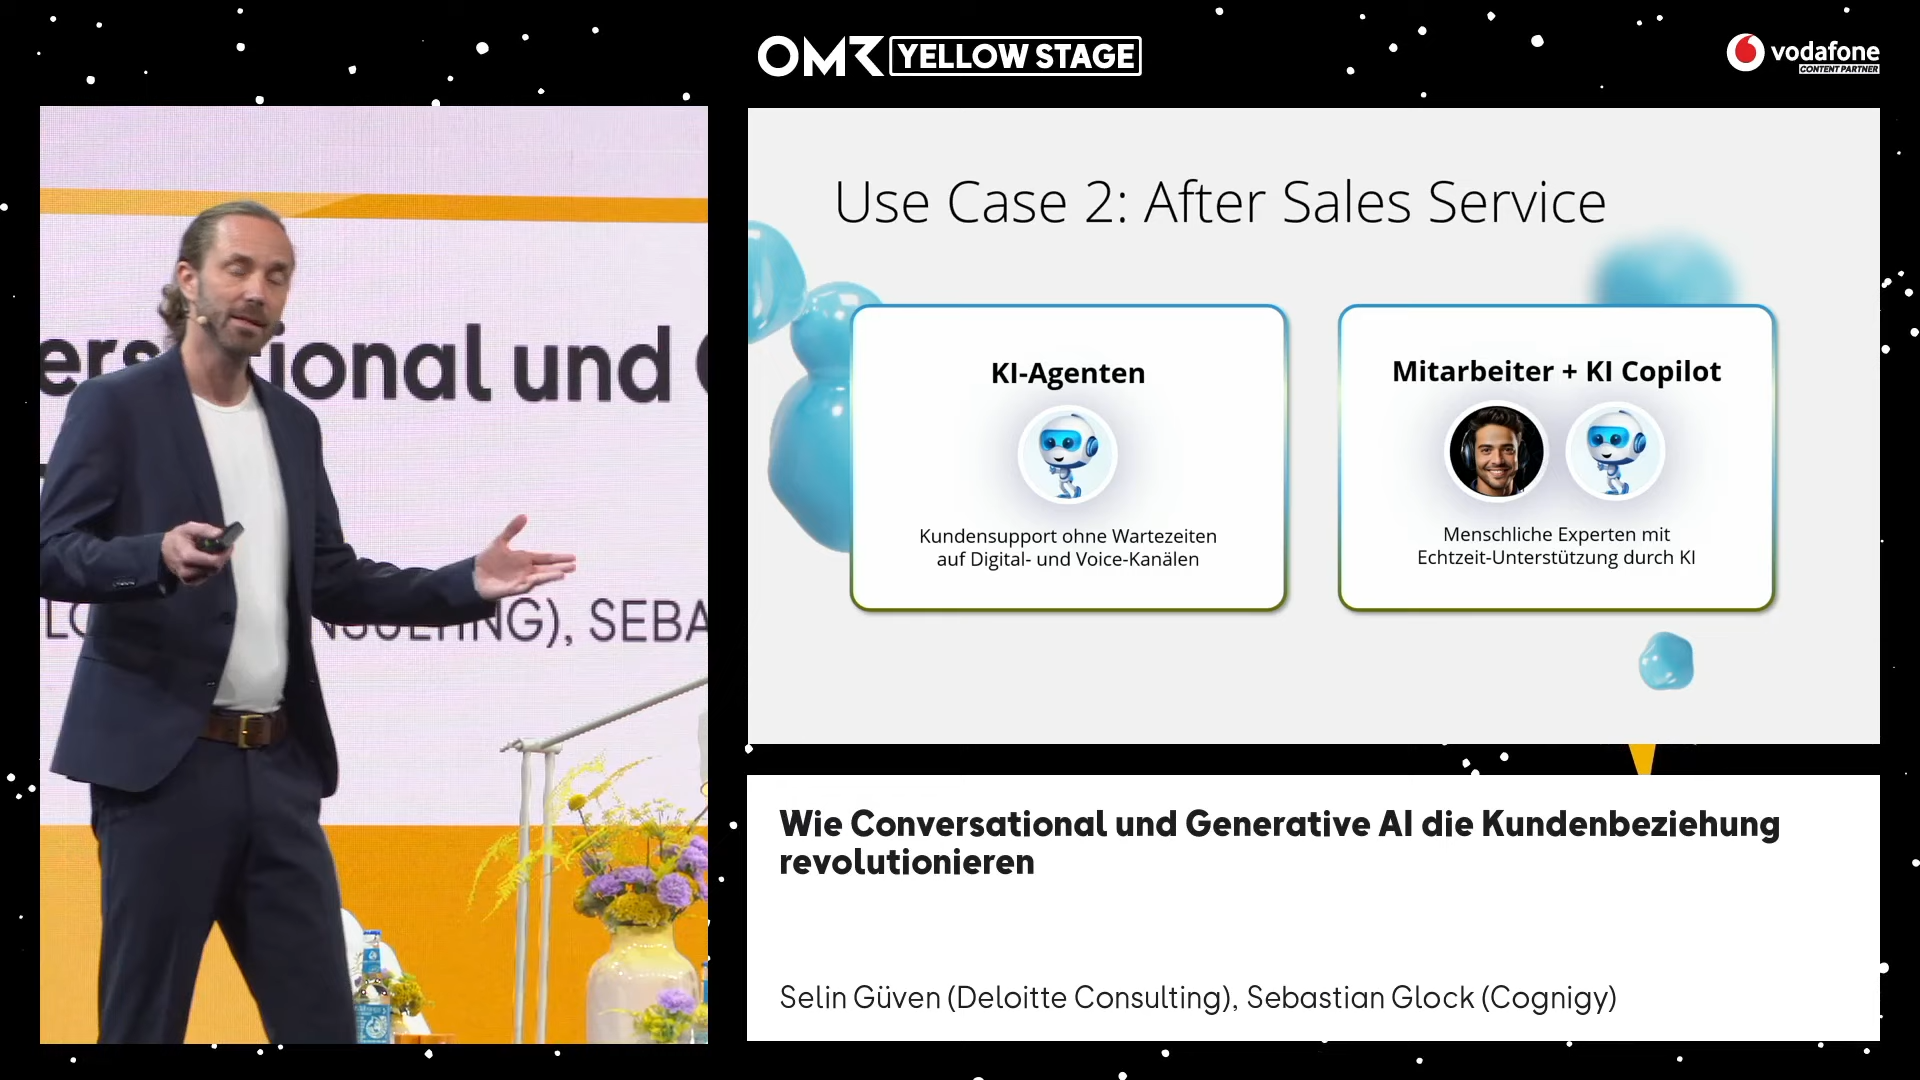 OMR YELLOW STAGE
vodafone
CONTENT PARTNER
ers ional und
NSULTING), SEBA
Use Case 2: After Sales Service
KI-Agenten
Kundensupport ohne Wartezeiten
auf Digital- und Voice-Kanälen
Mitarbeiter + KI Copilot
Menschliche Experten mit
Echtzeit-Unterstützung durch KI
Wie Conversational und Generative AI die Kundenbeziehung
revolutionieren
Selin Güven (Deloitte Consulting), Sebastian Glock (Cognigy)